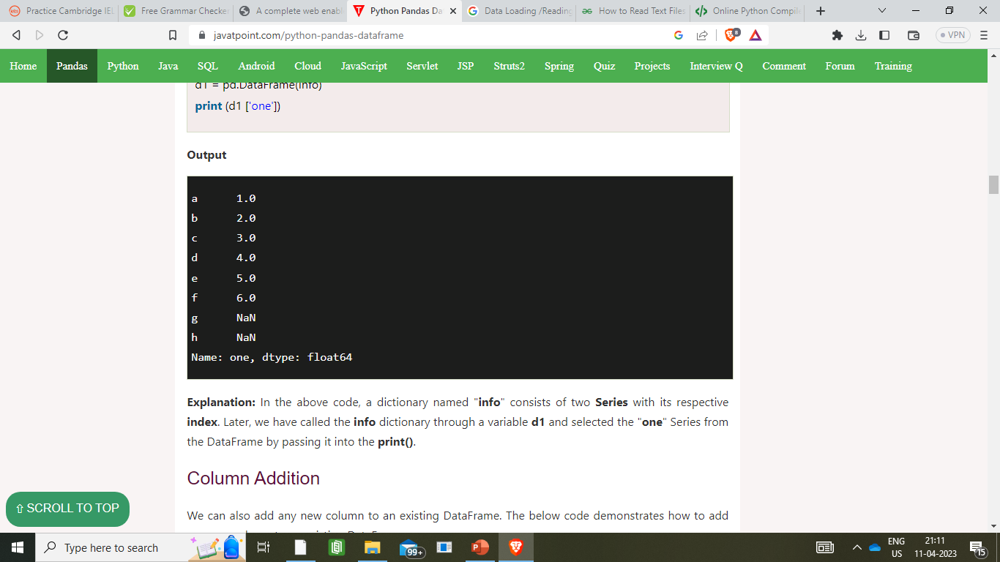 Practice Cambridge IEL
Free Grammar Checker
A complete web enab
Python Pandas Da
Data Loading /Reading
How to Read Text Files
Online Python Compile
javatpoint.com/python-pandas-dataframe
8
VPN
Home Pandas Python Java SQL Android Cloud JavaScript Servlet JSP Struts2 Spring Quiz Projects Interview Q Comment Forum Training
d1 = pd.DataFrame(info)
print (d1 ['one'])
Output
a 1.0
b 2.0
c 3.0
d 4.0
e 5.0
f 6.0
g NaN
h NaN
Name: one, dtype: float64
Explanation: In the above code, a dictionary named "info" consists of two Series with its respective
index. Later, we have called the info dictionary through a variable d1 and selected the "one" Series from
the DataFrame by passing it into the print().
Column Addition
⇧ SCROLL TO TOP
We can also add any new column to an existing DataFrame. The below code demonstrates how to add
Type here to search
99+
ENG
US
21:11
11-04-2023
15